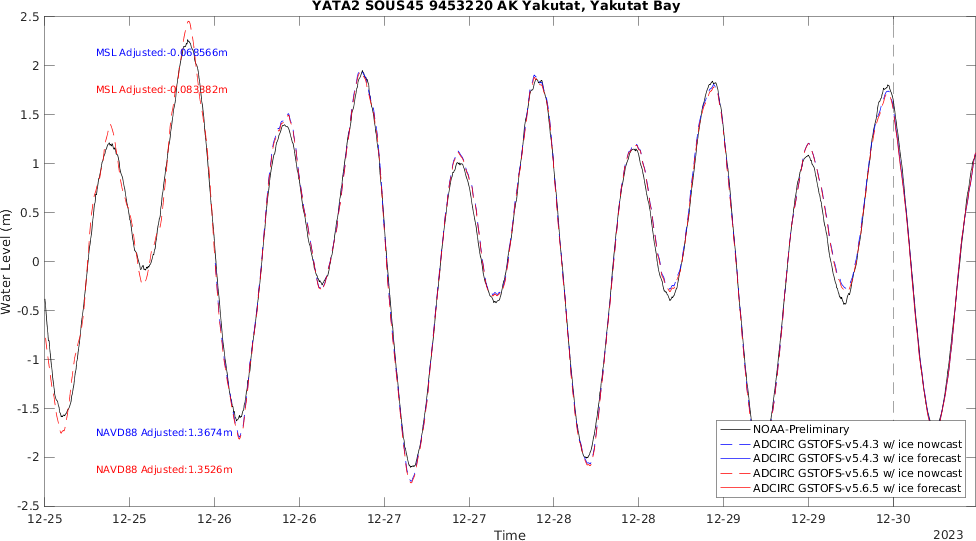 YATA2 SOUS45 9453220 AK Yakutat, Yakutat Bay
2.5
2
1.5
1
0.5
0
-0.5
-1
-1.5
-2
-2.5
Water Level (m)
MSL Adjusted:-0.068566m
MSL Adjusted:-0.083382m
NAVD88 Adjusted:1.3674m
NAVD88 Adjusted:1.3526m
NOAA-Preliminary
ADCIRC GSTOFS-v5.4.3 w/ ice nowcast
ADCIRC GSTOFS-v5.4.3 w/ ice forecast
ADCIRC GSTOFS-v5.6.5 w/ ice nowcast
ADCIRC GSTOFS-v5.6.5 w/ ice forecast
12-25 12-25 12-26 12-26 12-27 12-27 12-28 12-28 12-29 12-29 12-30
Time
2023